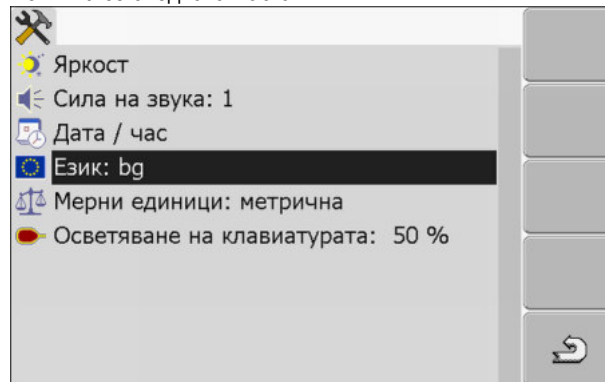 Яркост
Сила на звука: 1
Дата / час
Език: bg
Мерни единици: метрична
Осветяване на клавиатурата: 50 %